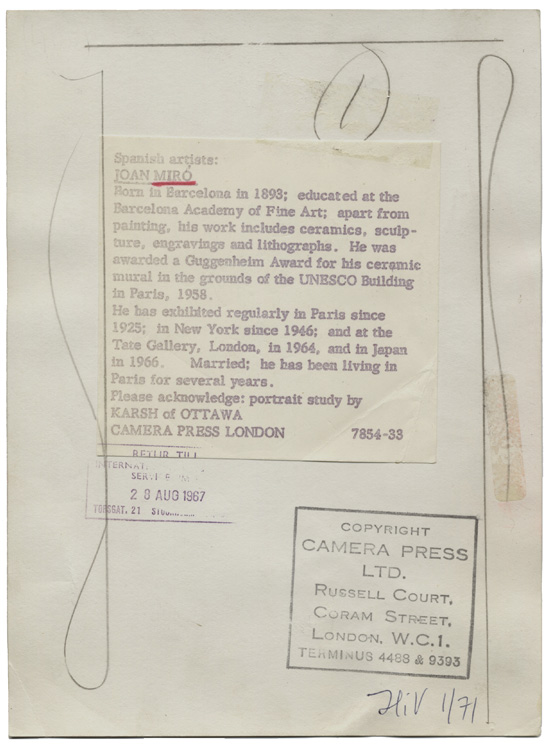 1
Spanish artists:
JOAN MIRÓ
Born in Barcelona in 1893; educated at the
Barcelona Academy of Fine Art; apart from
painting, his work includes ceramics, sculp-
ture, engravings and lithographs. He was
awarded a Guggenheim Award for his ceramic
mural in the grounds of the UNESCO Building
in Paris, 1958.
He has exhibited regularly in Paris since
1925; in New York since 1946; and at the
Tate Gallery, London, in 1964, and in Japan
in 1966. Married; he has been living in
Paris for several years.
Please acknowledge: portrait study by
KARSH of OTTAWA
CAMERA PRESS LONDON 7854-33
RETUR TILL
28 AUG 1967
TORSGAT. 21
COPYRIGHT
CAMERA PRESS
LTD.
RUSSELL COURT,
CORAM STREET,
LONDON, W.C.1.
TERMINUS 4488 & 9393
1/71